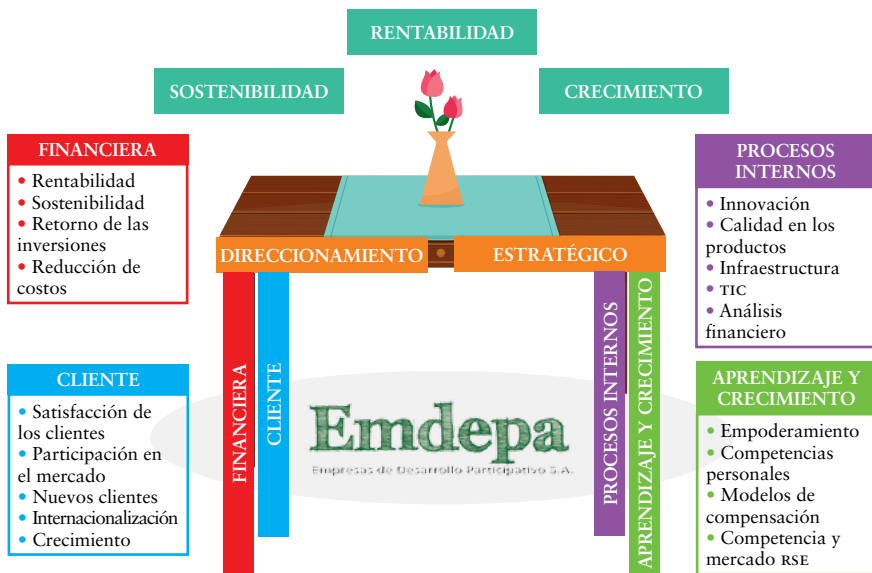 RENTABILIDAD
SOSTENIBILIDAD
CRECIMIENTO
FINANCIERA
• Rentabilidad
• Sostenibilidad
• Retorno de las
inversiones
• Reducción de
costos
PROCESOS
INTERNOS
• Innovación
• Calidad en los
productos
• Infraestructura
• TIC
• Análisis
financiero
DIRECCIONAMIENTO
ESTRATÉGICO
FINANCIERA
CLIENTE
PROCESOS INTERNOS
APRENDIZAJE Y CRECIMIENTO
CLIENTE
• Satisfacción de
los clientes
• Participación en
el mercado
• Nuevos clientes
• Internacionalización
• Crecimiento
Emdepa
Empresas de Desarrollo Participativo S.A.
APRENDIZAJE Y
CRECIMIENTO
• Empoderamiento
• Competencias
personales
• Modelos de
compensación
• Competencia y
mercado RSE